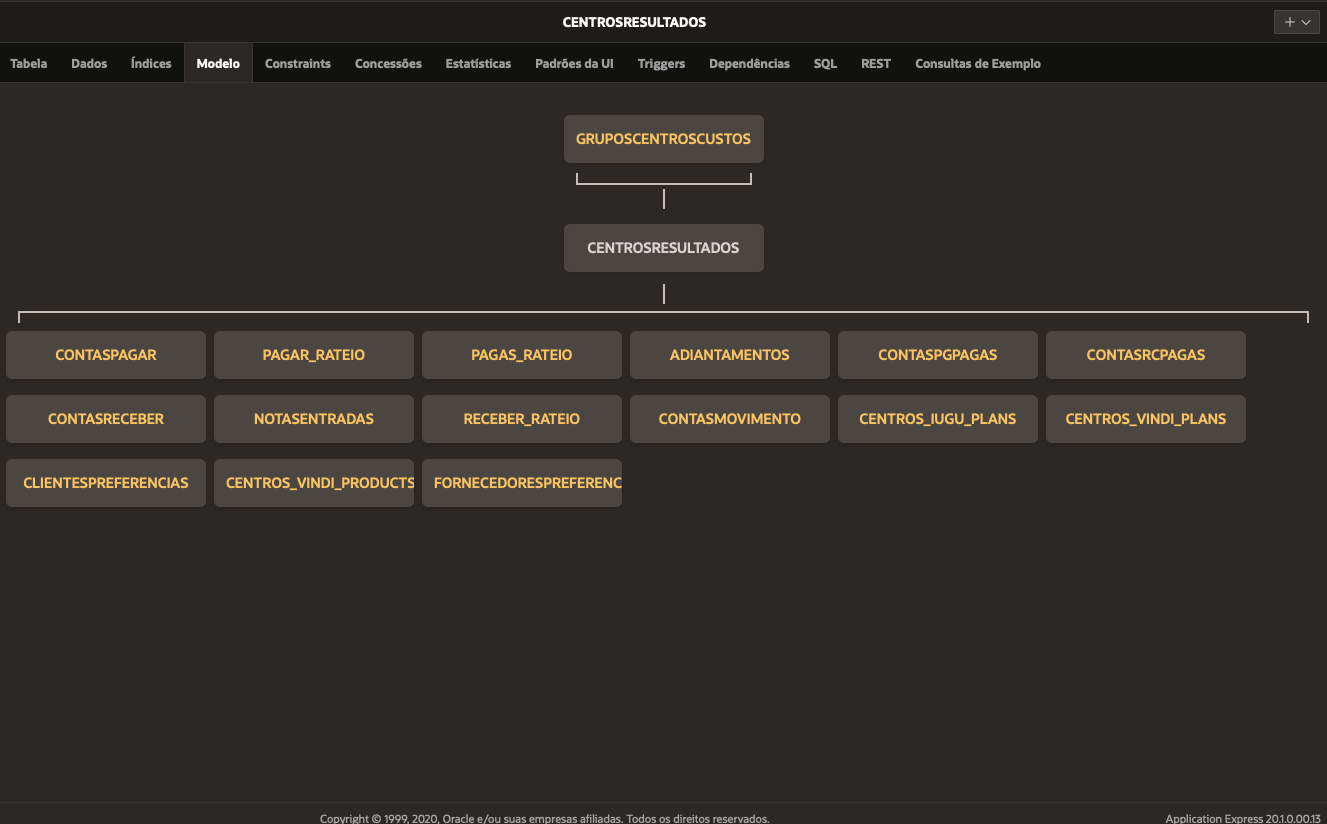 CENTROSRESULTADOS
Tabela Dados Índices Modelo Constraints Concessões Estatísticas Padrões da UI Triggers Dependências SQL REST Consultas de Exemplo
GRUPOSCENTROSCUSTOS
CENTROSRESULTADOS
CONTASPAGAR PAGAR_RATEIO PAGAS_RATEIO ADIANTAMENTOS CONTASPGPAGAS CONTASRCPAGAS
CONTASRECEBER NOTASENTRADAS RECEBER_RATEIO CONTASMOVIMENTO CENTROS_IUGU_PLANS CENTROS_VINDI_PLANS
CLIENTESPREFERENCIAS CENTROS_VINDI_PRODUCTS FORNECEDORESPREFERENC
Copyright © 1999, 2020, Oracle e/ou suas empresas afiliadas. Todos os direitos reservados. Application Express 20.1.0.00.13